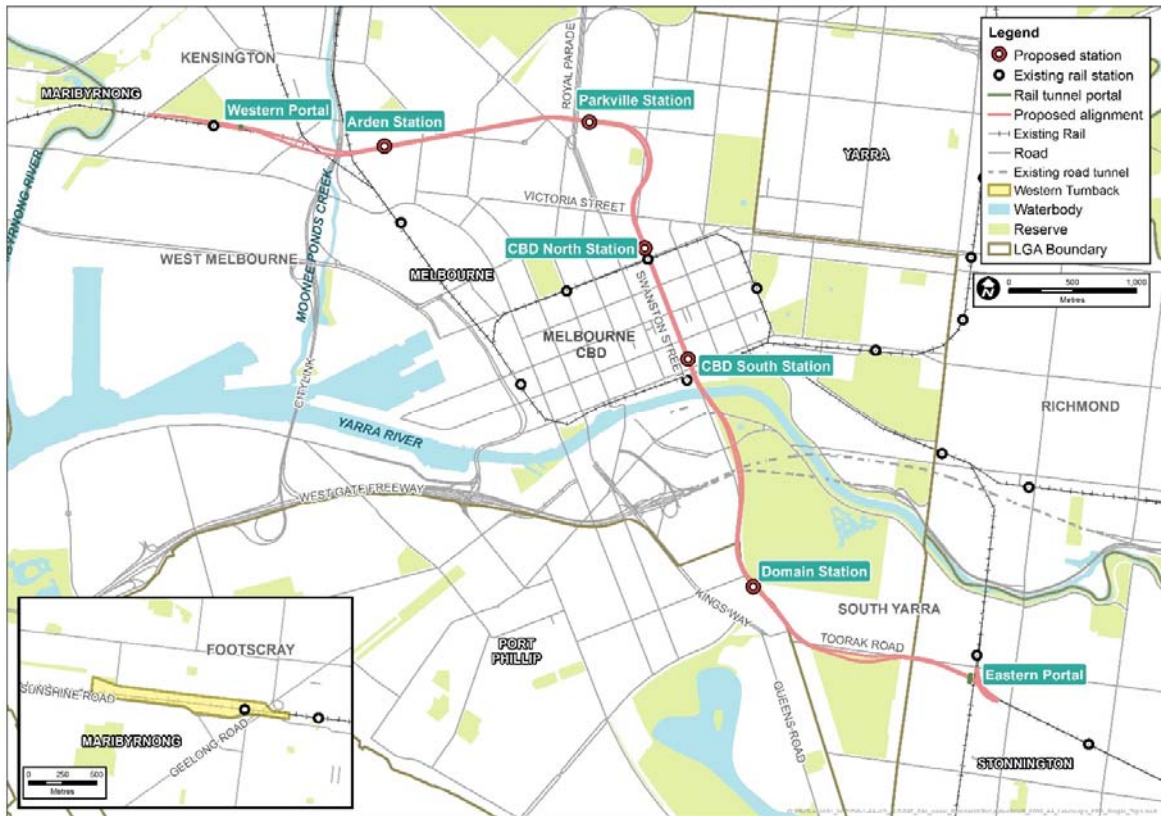 KENSINGTON
MARIBYRNONG
Western Portal
Arden Station
ROYAL PARADE
Parkville Station
YARRA
VICTORIA STREET
CBD North Station
WEST MELBOURNE
MOONEE PONDS CREEK
MELBOURNE
SWANSTON STREET
MELBOURNE
CBD
CBD South Station
CITYLINK
YARRA RIVER
RICHMOND
WEST GATE FREEWAY
Domain Station
KINGS WAY
SOUTH YARRA
TOORAK ROAD
PORT
PHILLIP
QUEENS ROAD
Eastern Portal
STONNINGTON
BYRNONG RIVER
Legend
Proposed station
Existing rail station
Rail tunnel portal
Proposed alignment
Existing Rail
Road
Existing road tunnel
Western Turnback
Waterbody
Reserve
LGA Boundary
N
0 500 1,000
Metres
FOOTSCRAY
SUNSHINE ROAD
MARIBYRNONG
GEELONG ROAD
0 250 500
Metres